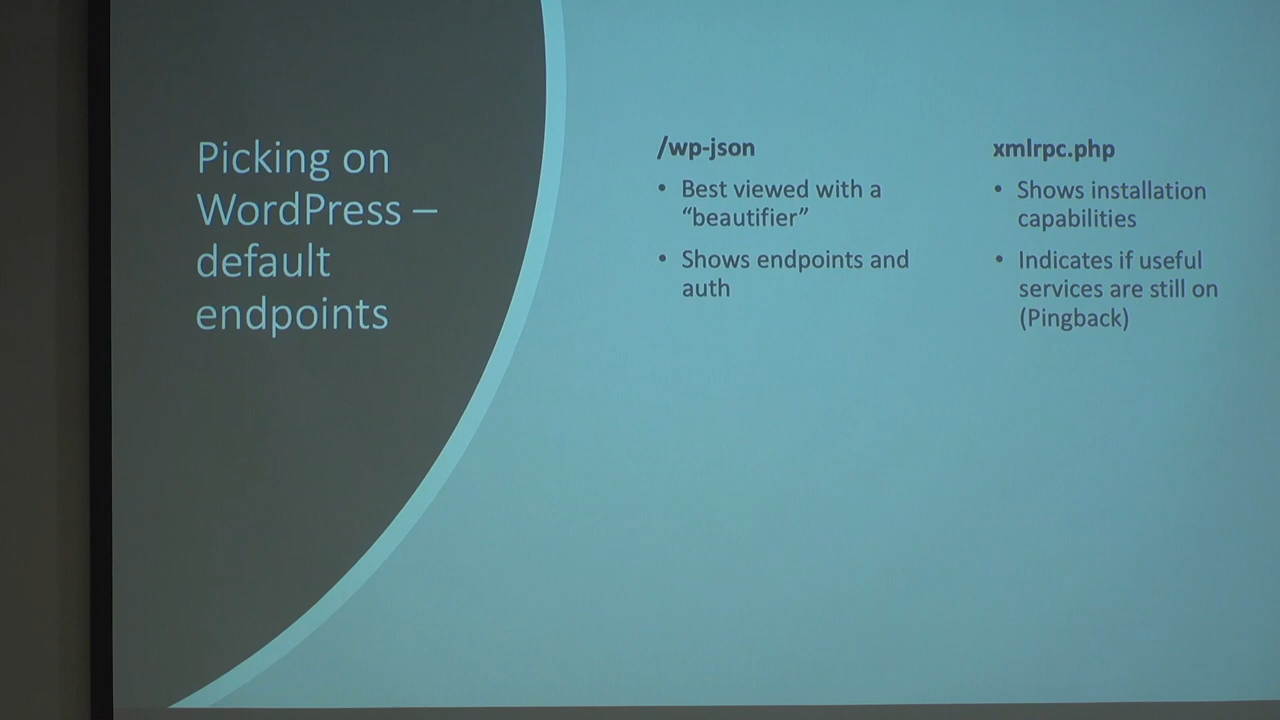 Picking on
WordPress –
default
endpoints
/wp-json
• Best viewed with a
“beautifier”
• Shows endpoints and
auth
xmlrpc.php
• Shows installation
capabilities
• Indicates if useful
services are still on
(Pingback)